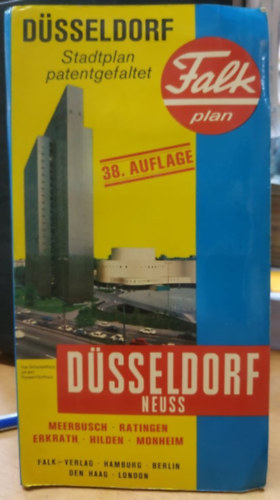 DÜSSELDORF
Stadtplan
patentgefaltet
Falk
plan
38. AUFLAGE
DÜSSELDORF
NEUSS
MEERBUSCH · RATINGEN
ERKRATH · HILDEN · MONHEIM
FALK-VERLAG · HAMBURG · BERLIN
DEN HAAG · LONDON